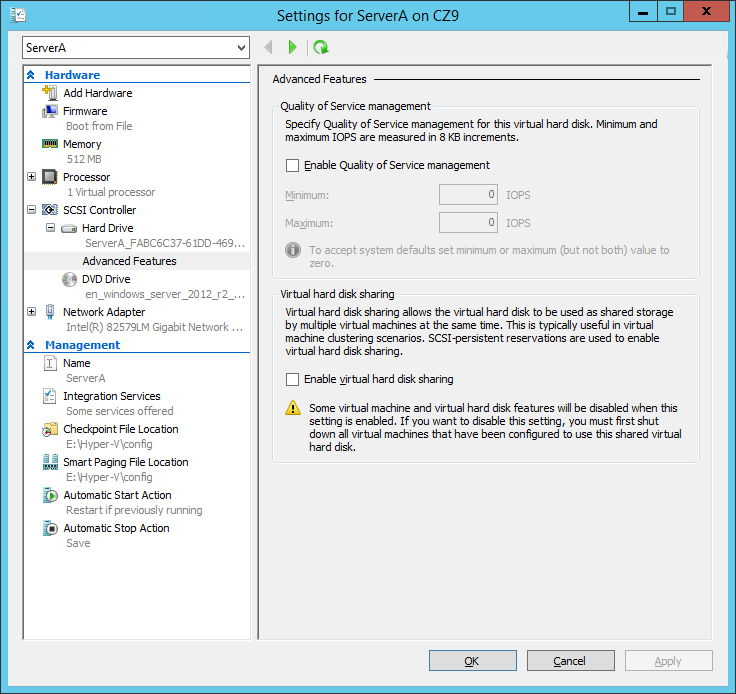 Settings for ServerA on CZ9
ServerA
Hardware
Add Hardware
Firmware
Boot from File
Memory
512 MB
Processor
1 Virtual processor
SCSI Controller
Hard Drive
ServerA_FABC6C37-61DD-469...
Advanced Features
DVD Drive
en_windows_server_2012_r2_...
Network Adapter
Intel(R) 82579LM Gigabit Network ...
Management
Name
ServerA
Integration Services
Some services offered
Checkpoint File Location
E:\Hyper-V\config
Smart Paging File Location
E:\Hyper-V\config
Automatic Start Action
Restart if previously running
Automatic Stop Action
Save
Advanced Features
Quality of Service management
Specify Quality of Service management for this virtual hard disk. Minimum and
maximum IOPS are measured in 8 KB increments.
Enable Quality of Service management
Minimum: 0 IOPS
Maximum: 0 IOPS
To accept system defaults set minimum or maximum (but not both) value to
zero.
Virtual hard disk sharing
Virtual hard disk sharing allows the virtual hard disk to be used as shared storage
by multiple virtual machines at the same time. This is typically useful in virtual
machine clustering scenarios. SCSI-persistent reservations are used to enable
virtual hard disk sharing.
Enable virtual hard disk sharing
Some virtual machine and virtual hard disk features will be disabled when this
setting is enabled. If you want to disable this setting, you must first shut
down all virtual machines that have been configured to use this shared virtual
hard disk.
OK
Cancel
Apply